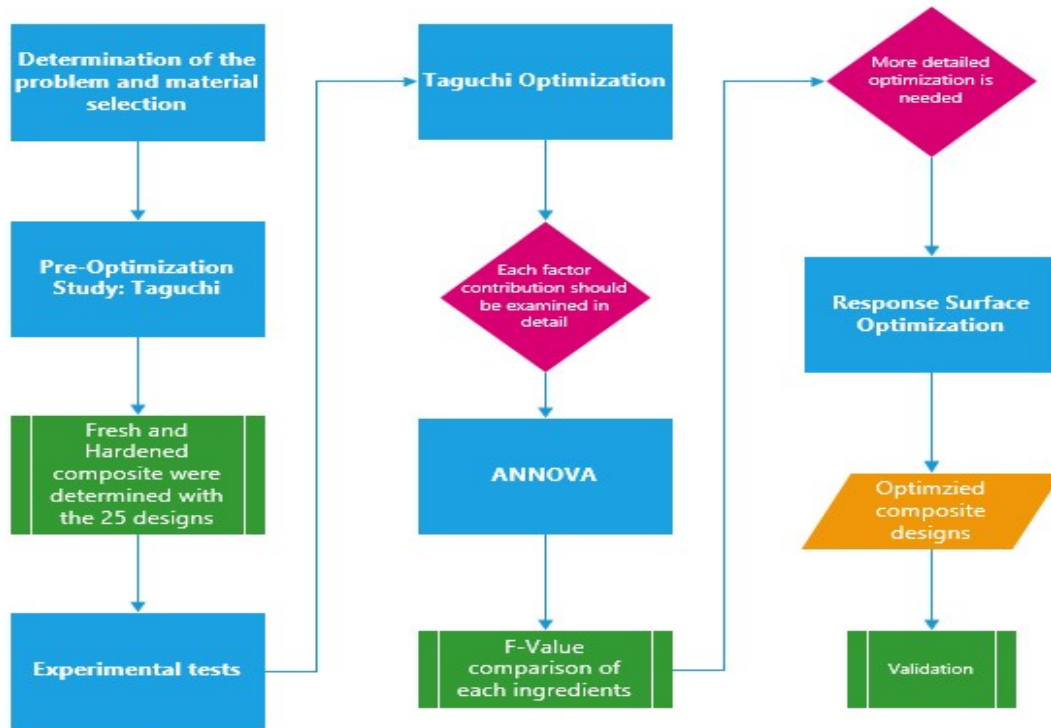 Determination of the
problem and material
selection
Pre-Optimization
Study: Taguchi
Fresh and
Hardened
composite were
determined with
the 25 designs
Experimental tests
Taguchi Optimization
Each factor
contribution should
be examined in
detail
ANNOVA
F-Value
comparison of
each ingredients
More detailed
optimization is
needed
Response Surface
Optimization
Optimzied
composite
designs
Validation